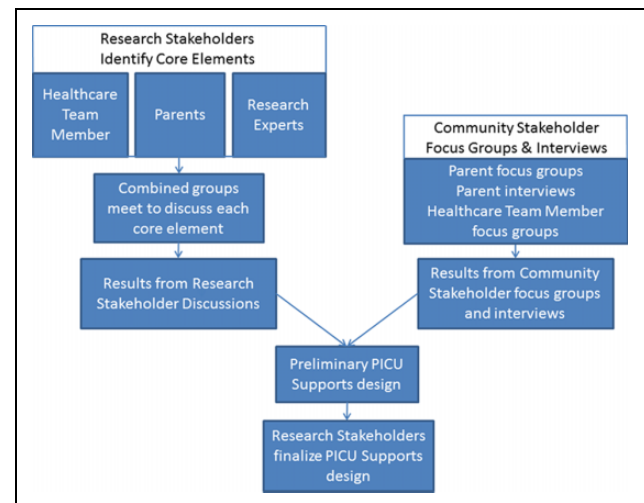 Research Stakeholders
Identify Core Elements
Healthcare
Team
Member
Parents
Research
Experts
Combined groups
meet to discuss each
core element
Results from Research
Stakeholder Discussions
Community Stakeholder
Focus Groups & Interviews
Parent focus groups
Parent interviews
Healthcare Team Member
focus groups
Results from Community
Stakeholder focus groups
and interviews
Preliminary PICU
Supports design
Research Stakeholders
finalize PICU Supports
design